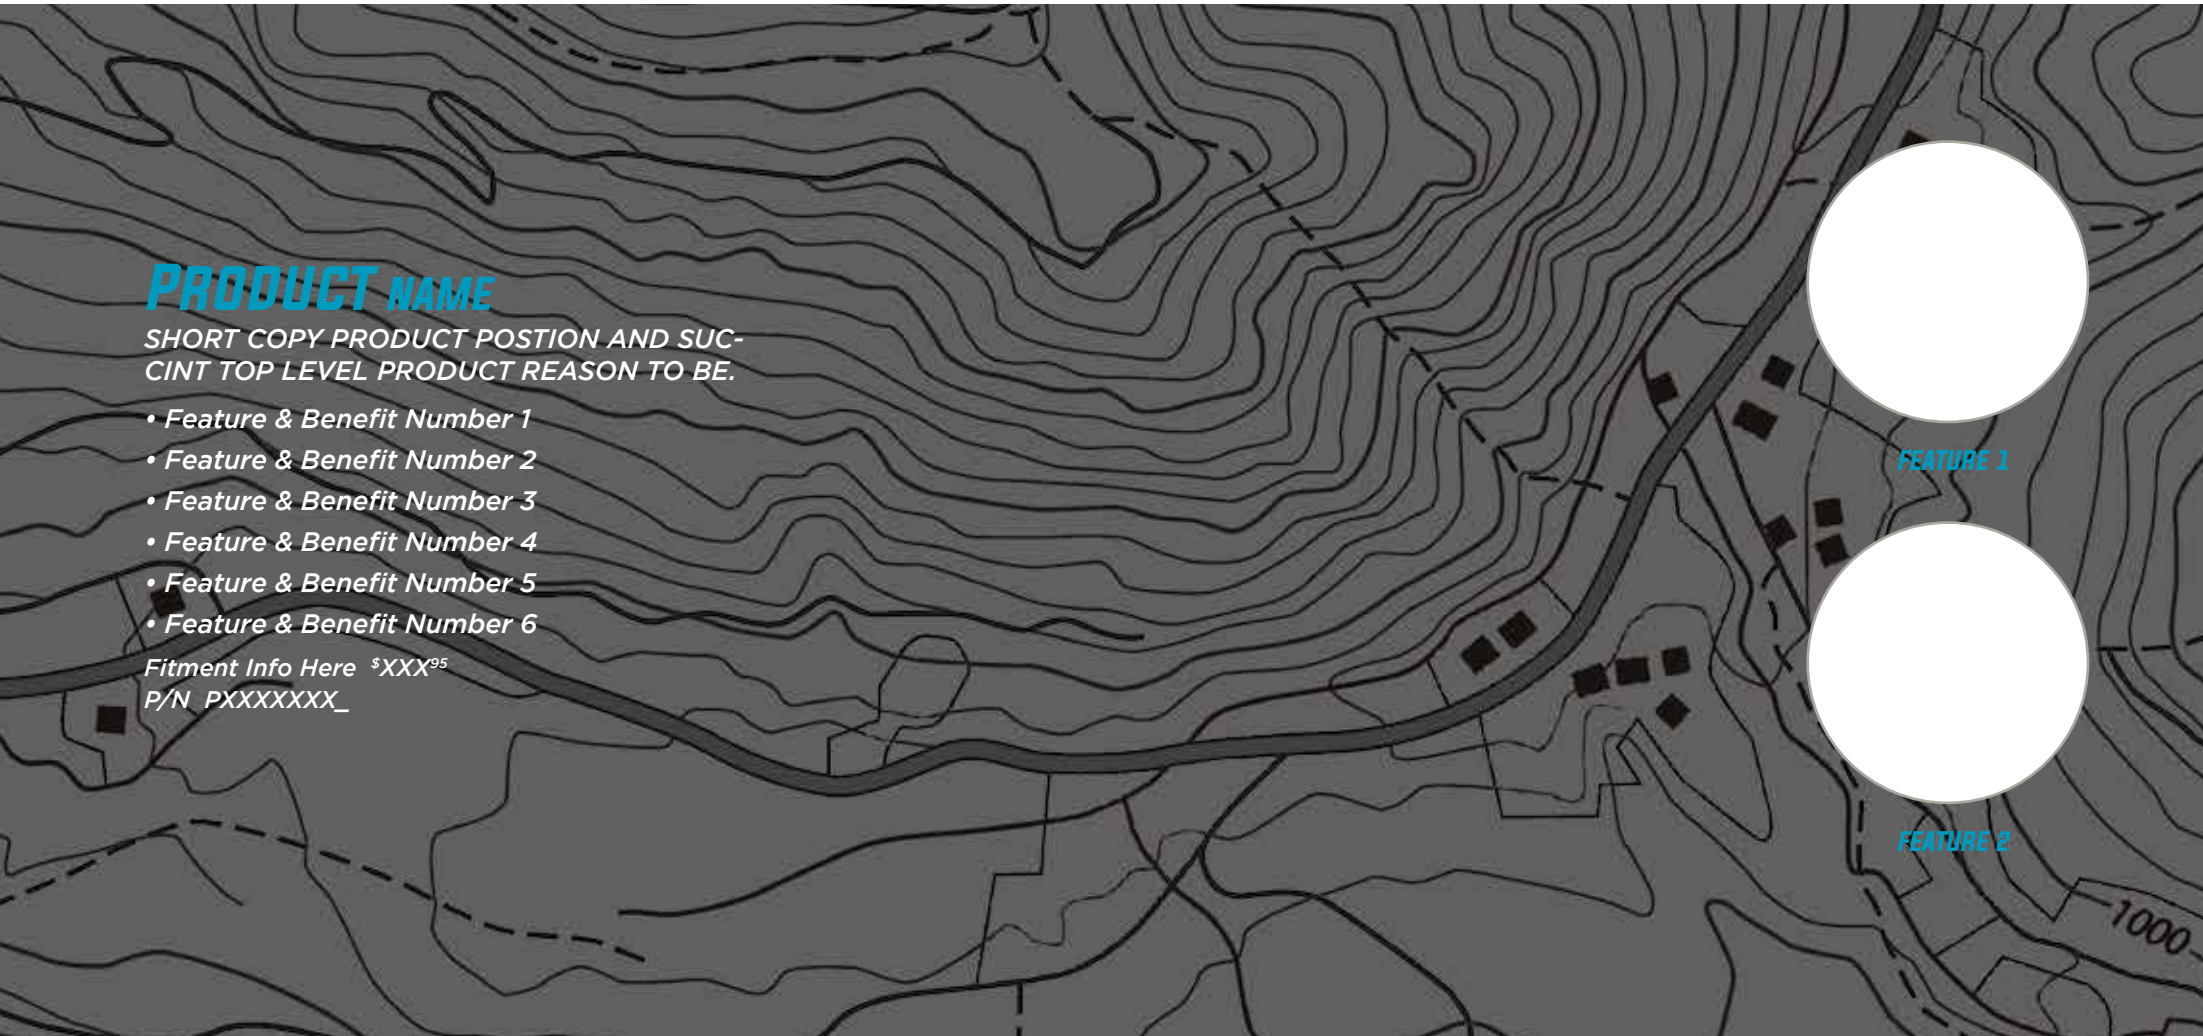 PRODUCT NAME
SHORT COPY PRODUCT POSTION AND SUC-
CINT TOP LEVEL PRODUCT REASON TO BE.
• Feature & Benefit Number 1
• Feature & Benefit Number 2
• Feature & Benefit Number 3
• Feature & Benefit Number 4
• Feature & Benefit Number 5
• Feature & Benefit Number 6
Fitment Info Here $XXX95
P/N PXXXXXXX_
FEATURE 1
FEATURE 2
1000